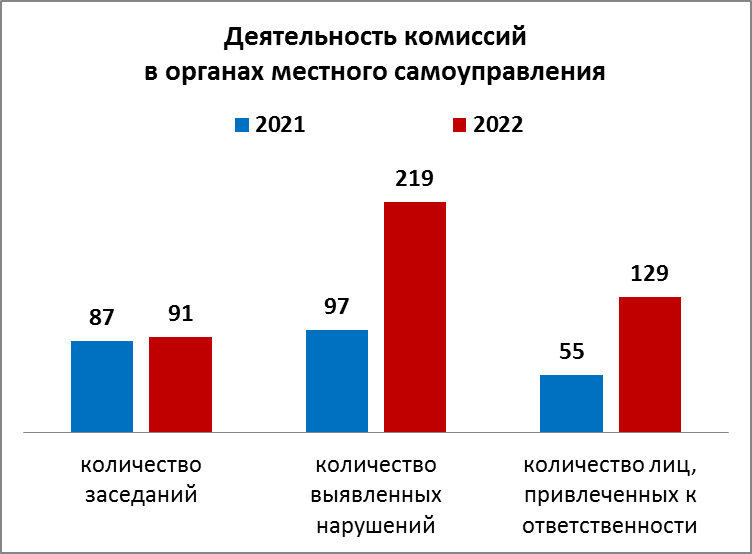 Деятельность комиссий
в органах местного самоуправления
2021 2022
219
129
87 91 97
55
количество
заседаний
количество
выявленных
нарушений
количество лиц,
привлеченных к
ответственности